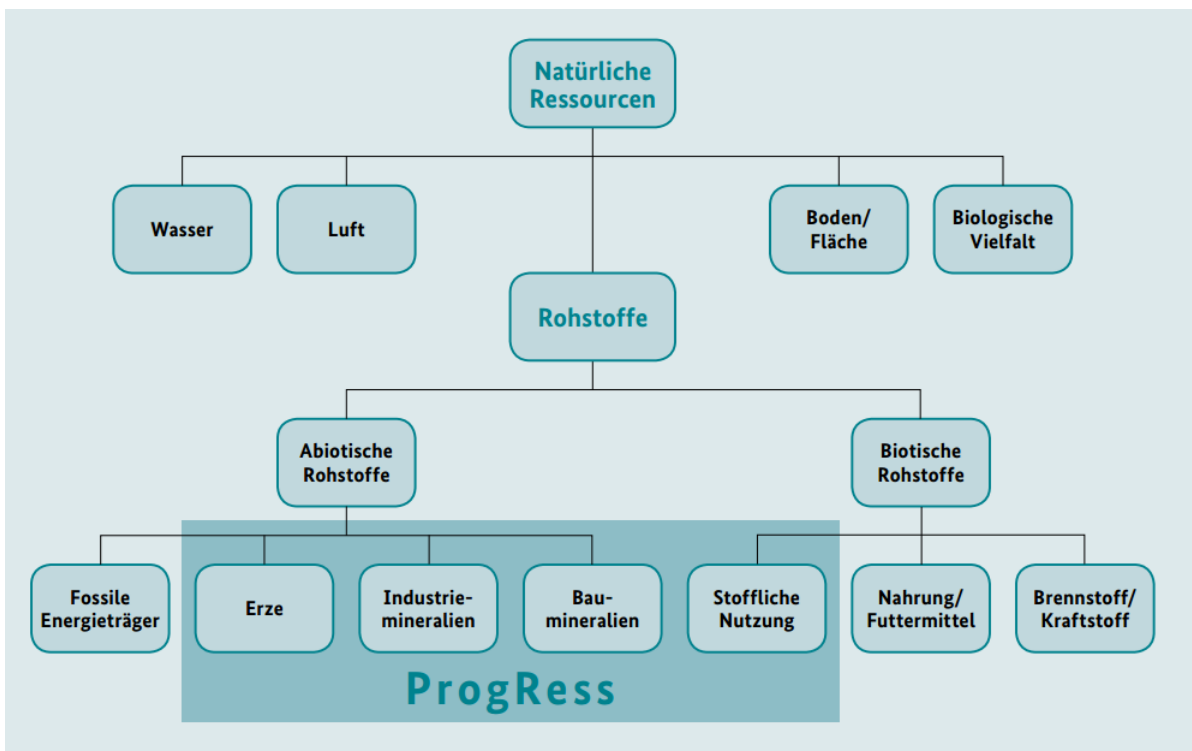 Natürliche
Ressourcen
Wasser
Luft
Boden/
Fläche
Biologische
Vielfalt
Rohstoffe
Abiotische
Rohstoffe
Biotische
Rohstoffe
Fossile
Energieträger
Erze
Industrie-
mineralien
Bau-
mineralien
Stoffliche
Nutzung
Nahrung/
Futtermittel
Brennstoff/
Kraftstoff
ProgRess